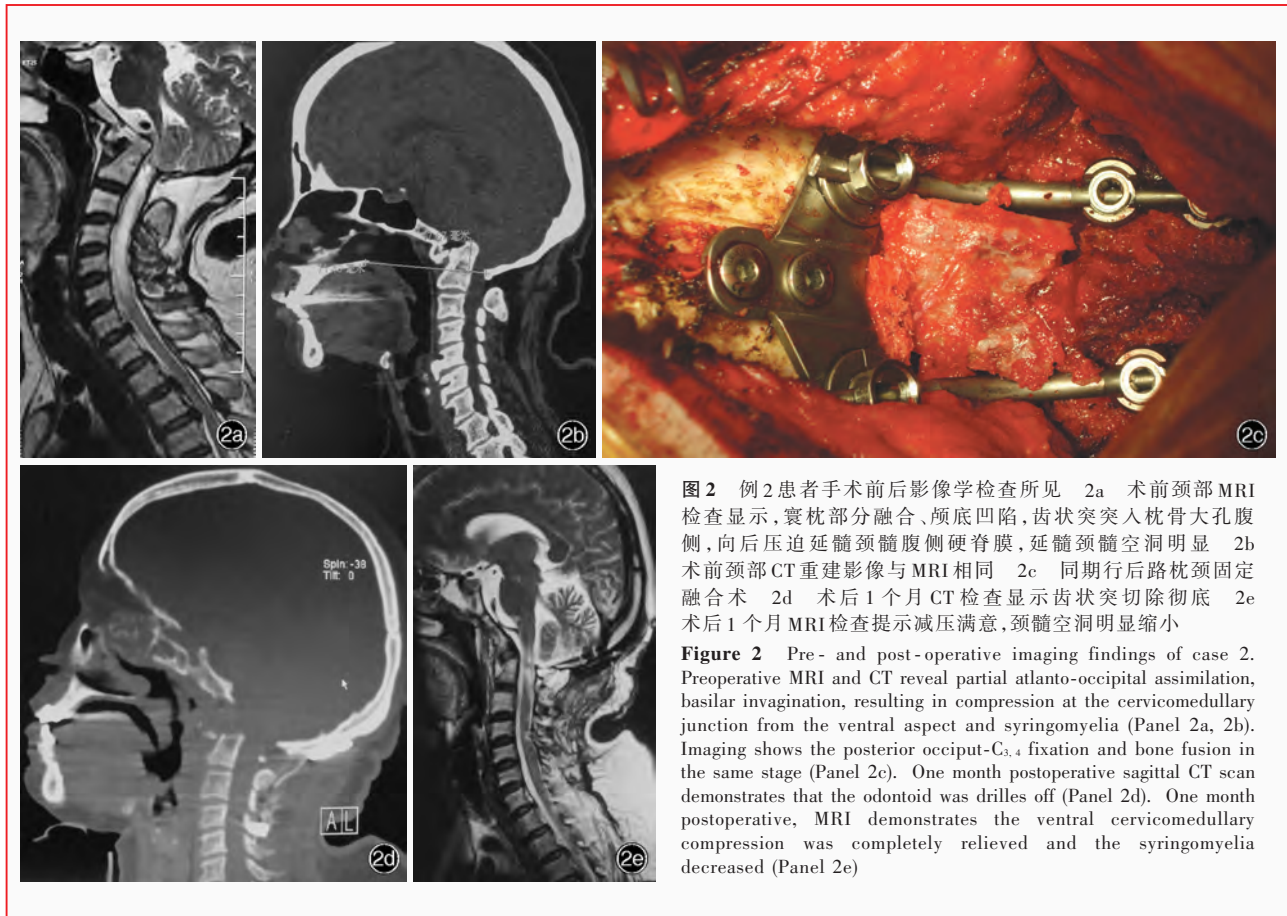 2a
2b
2c
Spin: -38
Tilt: 0
A L
2d
2e
图2 例2患者手术前后影像学检查所见 2a 术前颈部MRI
检查显示,寰枕部分融合、颅底凹陷,齿状突突入枕骨大孔腹
侧,向后压迫延髓颈髓腹侧硬脊膜,延髓颈髓空洞明显 2b
术前颈部CT重建影像与MRI相同 2c 同期行后路枕颈固定
融合术 2d 术后1个月CT检查显示齿状突切除彻底 2e
术后1个月MRI检查提示减压满意,颈髓空洞明显缩小
Figure 2 Pre- and post-operative imaging findings of case 2.
Preoperative MRI and CT reveal partial atlanto-occipital assimilation,
basilar invagination, resulting in compression at the cervicomedullary
junction from the ventral aspect and syringomyelia (Panel 2a, 2b).
Imaging shows the posterior occiput-C3, 4 fixation and bone fusion in
the same stage (Panel 2c). One month postoperative sagittal CT scan
demonstrates that the odontoid was drilles off (Panel 2d). One month
postoperative, MRI demonstrates the ventral cervicomedullary
compression was completely relieved and the syringomyelia
decreased (Panel 2e)